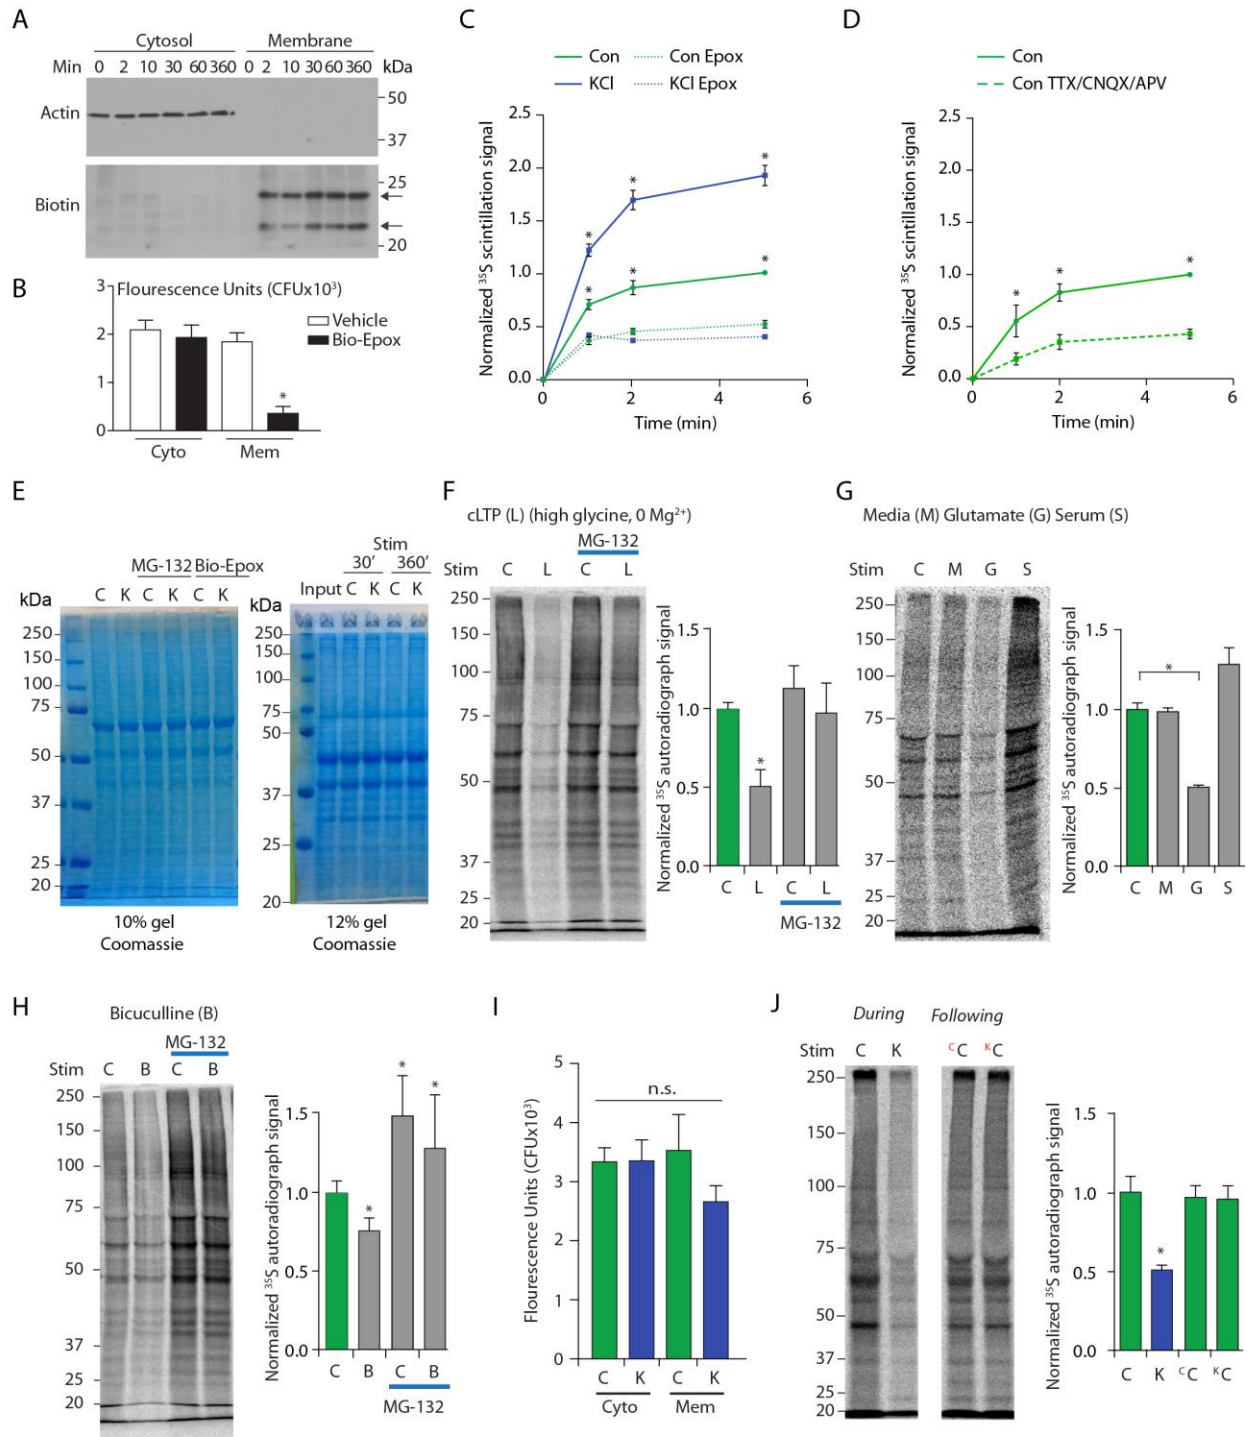 A
Cytosol Membrane
Min 0 2 10 30 60 360 0 2 10 30 60 360 kDa
Actin
50
37
Biotin
25
20
B
Flourescence Units (CFUx10³)
Vehicle
Bio-Epox
3
2
1
0
*
Cyto Mem
C
Con Con Epox
KCl KCl Epox
Normalized ³⁵S scintillation signal
2.5
2.0
1.5
1.0
0.5
0.0
* * *
* * *
0 2 4 6
Time (min)
D
Con
Con TTX/CNQX/APV
Normalized ³⁵S scintillation signal
2.5
2.0
1.5
1.0
0.5
0.0
* * *
0 2 4 6
Time (min)
E
MG-132 Bio-Epox
kDa C K C K C K
250
150
100
75
50
37
25
20
10% gel
Coomassie
Stim
30' 360'
Input C K C K
kDa
250
150
100
75
50
37
25
20
12% gel
Coomassie
F
cLTP (L) (high glycine, 0 Mg²⁺)
MG-132
Stim C L C L
250
150
100
75
50
37
25
20
Normalized ³⁵S autoradiograph signal
1.5
1.0
0.5
0.0
*
C L C L
MG-132
G
Media (M) Glutamate (G) Serum (S)
Stim C M G S
250
150
100
75
50
37
25
20
Normalized ³⁵S autoradiograph signal
1.5
1.0
0.5
0.0
*
C M G S
H
Bicuculline (B)
MG-132
Stim C B C B
250
150
100
75
50
37
25
20
Normalized ³⁵S autoradiograph signal
1.5
1.0
0.5
0.0
* * *
C B C B
MG-132
I
Flourescence Units (CFUx10³)
5
4
3
2
1
0
n.s.
C K C K
Cyto Mem
J
During Following
Stim C K ᶜC ᴷC
250
150
100
75
50
37
25
20
Normalized ³⁵S autoradiograph signal
1.5
1.0
0.5
0.0
*
C K ᶜC ᴷC